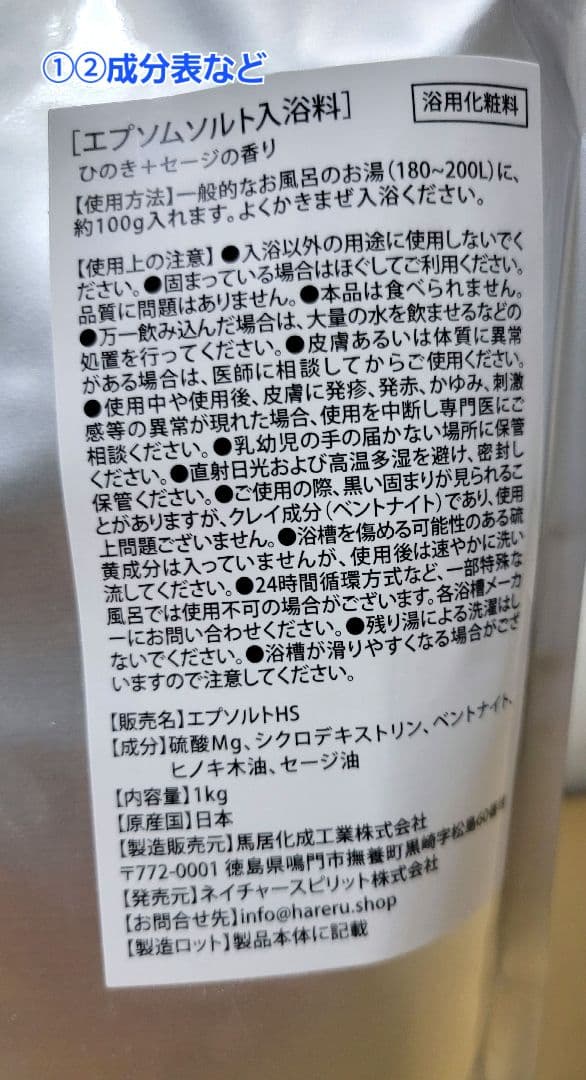 ①②成分表など
[エプソムソルト入浴料]
浴用化粧料
ひのき+セージの香り
【使用方法】一般的なお風呂のお湯(180~200L)に、
約100g入れます。よくかきまぜ入浴ください。
【使用上の注意】●入浴以外の用途に使用しないでく
ださい。●固まっている場合はほぐしてご利用ください。
品質に問題はありません。●本品は食べられません。
●万一飲み込んだ場合は、大量の水を飲ませるなどの
処置を行ってください。●皮膚あるいは体質に異常
がある場合は、医師に相談してからご使用ください。
●使用中や使用後、皮膚に発疹、発赤、かゆみ、刺激
感等の異常が現れた場合、使用を中断し専門医にご
相談ください。●乳幼児の手の届かない場所に保管
ください。●直射日光および高温多湿を避け、密封し
保管ください。●ご使用の際、黒い固まりが見られるこ
とがありますが、クレイ成分(ベントナイト)であり、使用
上問題ございません。●浴槽を傷める可能性のある硫
黄成分は入っていませんが、使用後は速やかに洗い
流してください。●24時間循環方式など、一部特殊な
風呂では使用不可の場合がございます。各浴槽メーカ
ーにお問い合わせください。●残り湯による洗濯はし
ないでください。●浴槽が滑りやすくなる場合がござ
いますので注意してください。
【販売名】エプソルトHS
【成分】硫酸Mg、シクロデキストリン、ベントナイト、
ヒノキ木油、セージ油
【内容量】1kg
【原産国】日本
【製造販売元】馬居化成工業株式会社
〒772-0001 徳島県鳴門市撫養町黒崎字松島60番地
【発売元】ネイチャースピリット株式会社
【お問合せ先】info@hareru.shop
【製造ロット】製品本体に記載